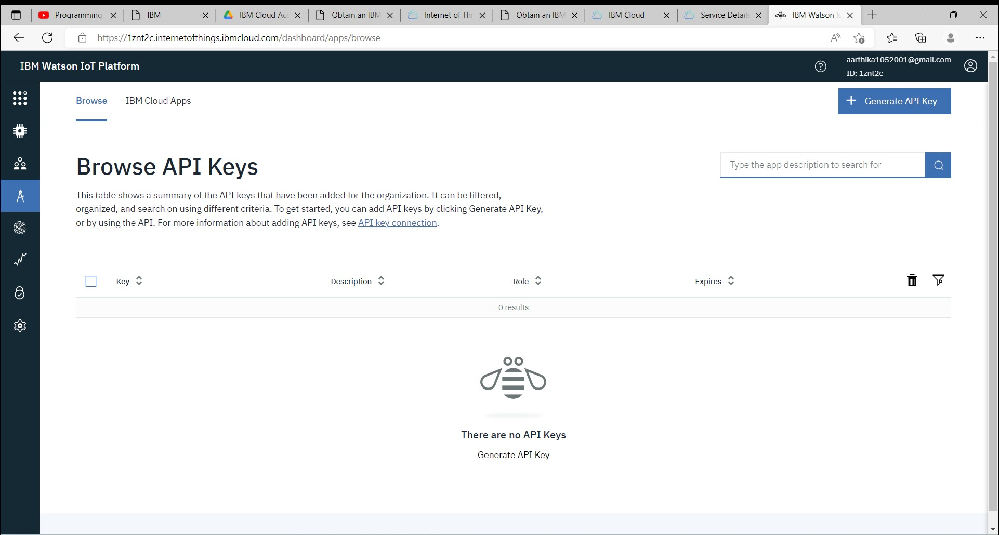 Programming
IBM
IBM Cloud Acc
Obtain an IBM
Internet of Thi
Obtain an IBM
IBM Cloud
Service Details
IBM Watson Io
https://1znt2c.internetofthings.ibmcloud.com/dashboard/apps/browse
IBM Watson IoT Platform
aarthika1052001@gmail.com
ID: 1znt2c
Browse
IBM Cloud Apps
Generate API Key
Browse API Keys
Type the app description to search for
This table shows a summary of the API keys that have been added for the organization. It can be filtered,
organized, and search on using different criteria. To get started, you can add API keys by clicking Generate API Key,
or by using the API. For more information about adding API keys, see API key connection.
Key
Description
Role
Expires
0 results
There are no API Keys
Generate API Key